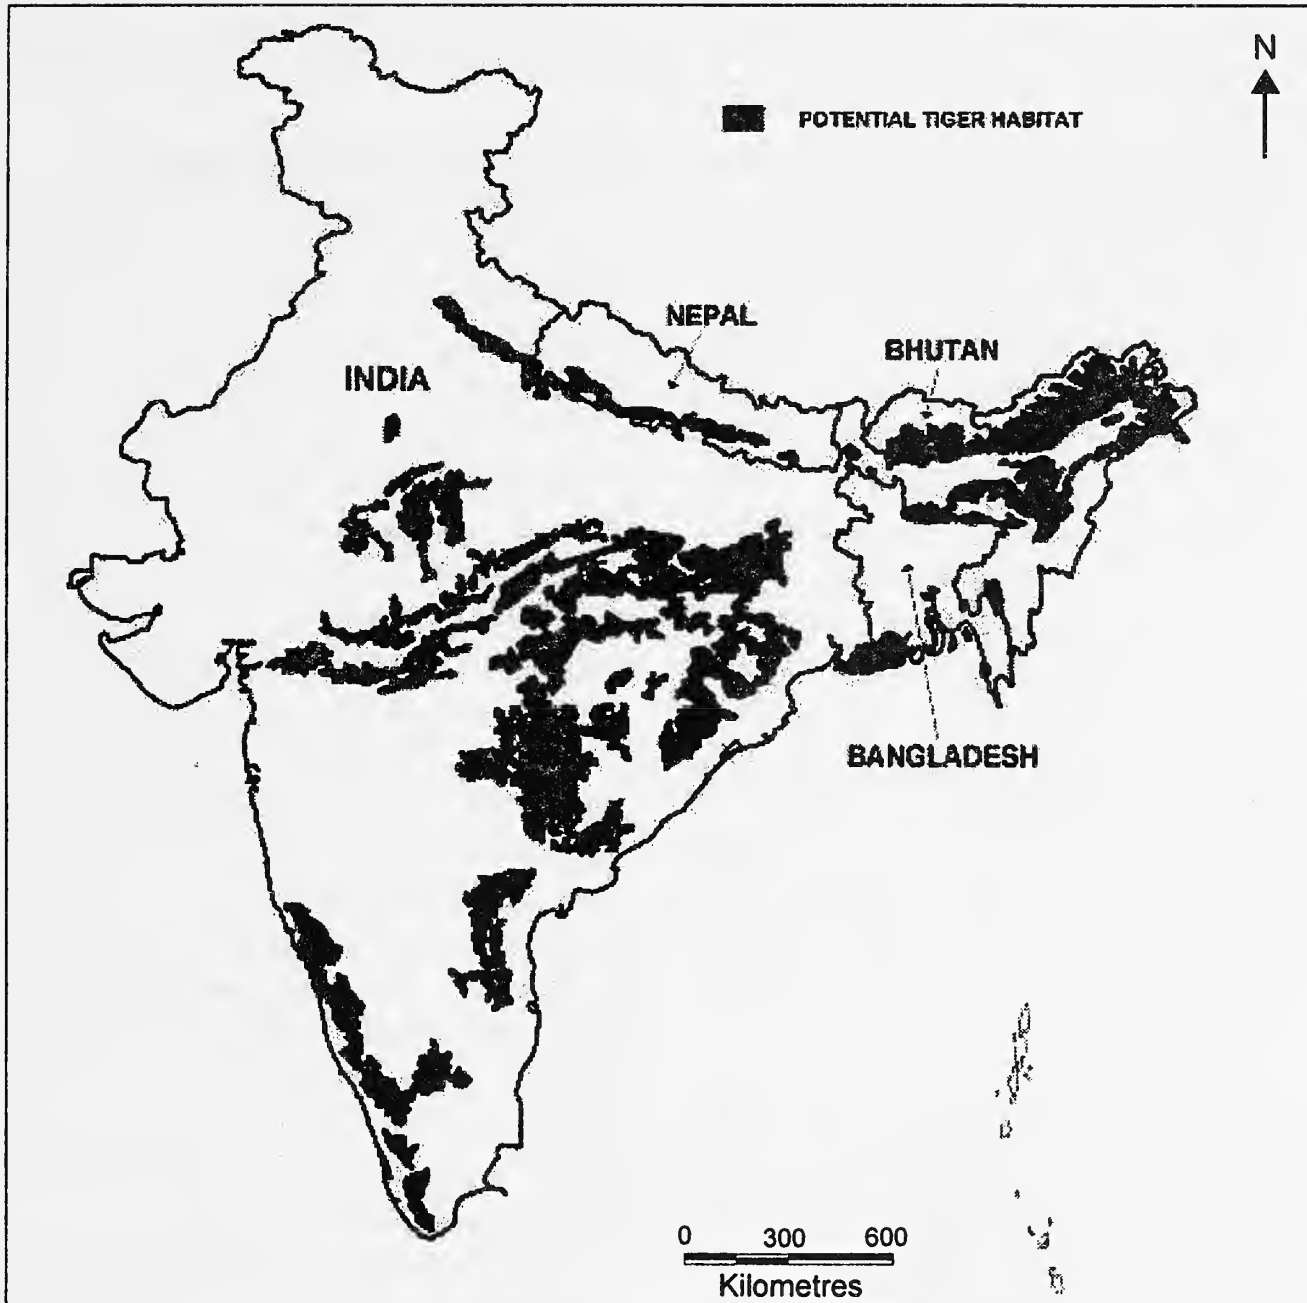 N
POTENTIAL TIGER HABITAT
NEPAL
BHUTAN
INDIA
BANGLADESH
0 300 600
Kilometres